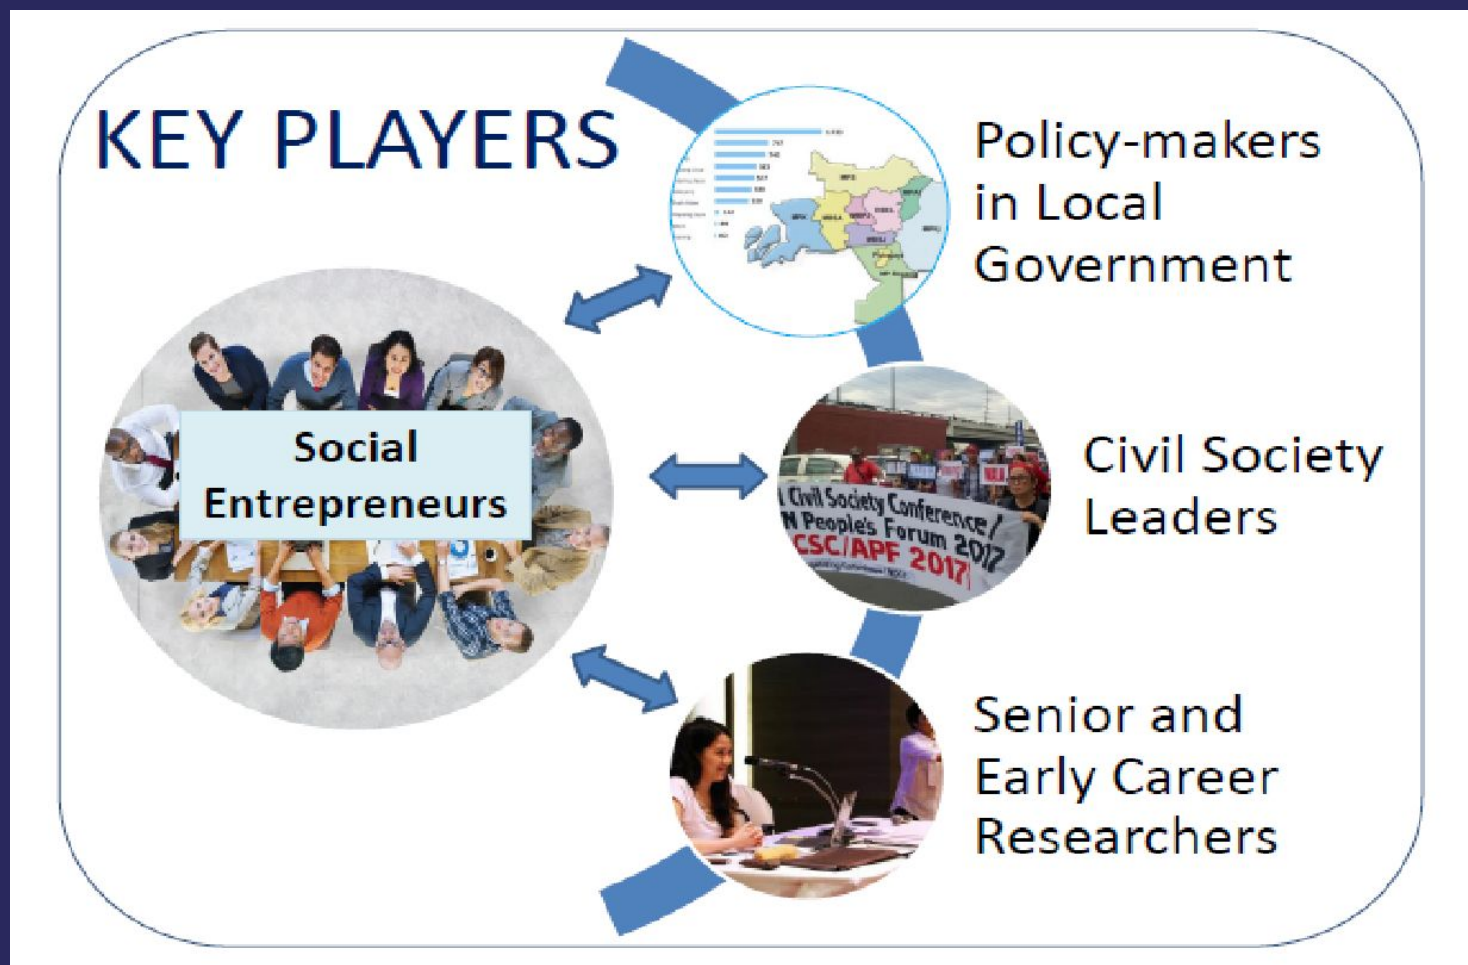 KEY PLAYERS
Policy-makers
in Local
Government
Social
Entrepreneurs
Civil Society
Leaders
Civil Society Conference/
N People's Forum 2017
CSC/APF 2017
Senior and
Early Career
Researchers